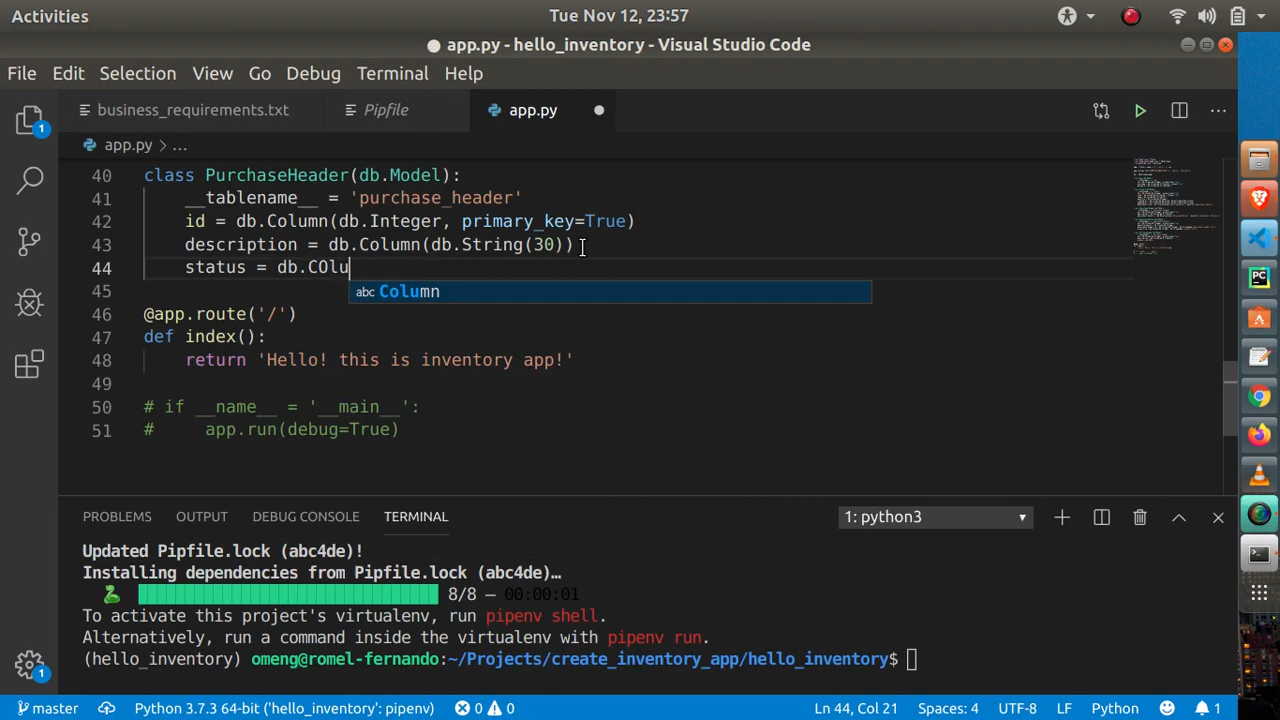 Activities
Tue Nov 12, 23:57
app.py - hello_inventory - Visual Studio Code
File Edit Selection View Go Debug Terminal Help
1
business_requirements.txt Pipfile app.py
app.py > ...
40 class PurchaseHeader(db.Model):
41 __tablename__ = 'purchase_header'
42 id = db.Column(db.Integer, primary_key=True)
43 description = db.Column(db.String(30))
44 status = db.COlu
abc Column
45
46 @app.route('/')
47 def index():
48 return 'Hello! this is inventory app!'
49
50 # if __name__ = '__main__':
51 # app.run(debug=True)
PROBLEMS OUTPUT DEBUG CONSOLE TERMINAL 1: python3
Updated Pipfile.lock (abc4de)!
Installing dependencies from Pipfile.lock (abc4de)…
8/8 — 00:00:01
To activate this project's virtualenv, run pipenv shell.
Alternatively, run a command inside the virtualenv with pipenv run.
(hello_inventory) omeng@romel-fernando:~/Projects/create_inventory_app/hello_inventory$
1
master Python 3.7.3 64-bit ('hello_inventory': pipenv) 0 0 Ln 44, Col 21 Spaces: 4 UTF-8 LF Python 1